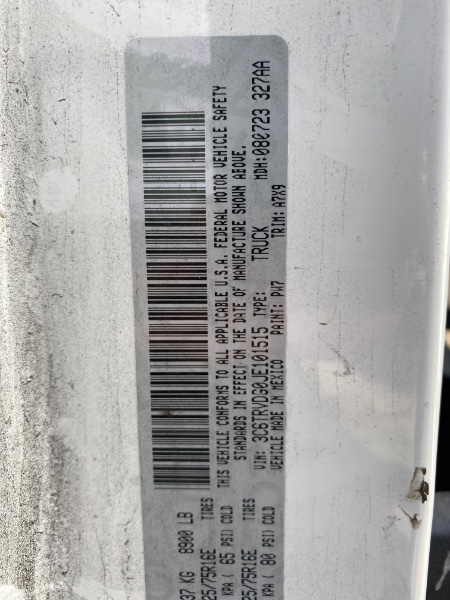 37 KG 8900 LB
25/75R16E TIRES
KPA ( 65 PSI) COLD
25/75R16E TIRES
KPA ( 80 PSI) COLD
THIS VEHICLE CONFORMS TO ALL APPLICABLE U.S.A. FEDERAL MOTOR VEHICLE SAFETY
STANDARDS IN EFFECT ON THE DATE OF MANUFACTURE SHOWN ABOVE.
VIN: 3C6TRVDG0JE101515 TYPE: TRUCK MDH:080723 327AA
VEHICLE MADE IN MEXICO PAINT: PW7 TRIM: A7X9